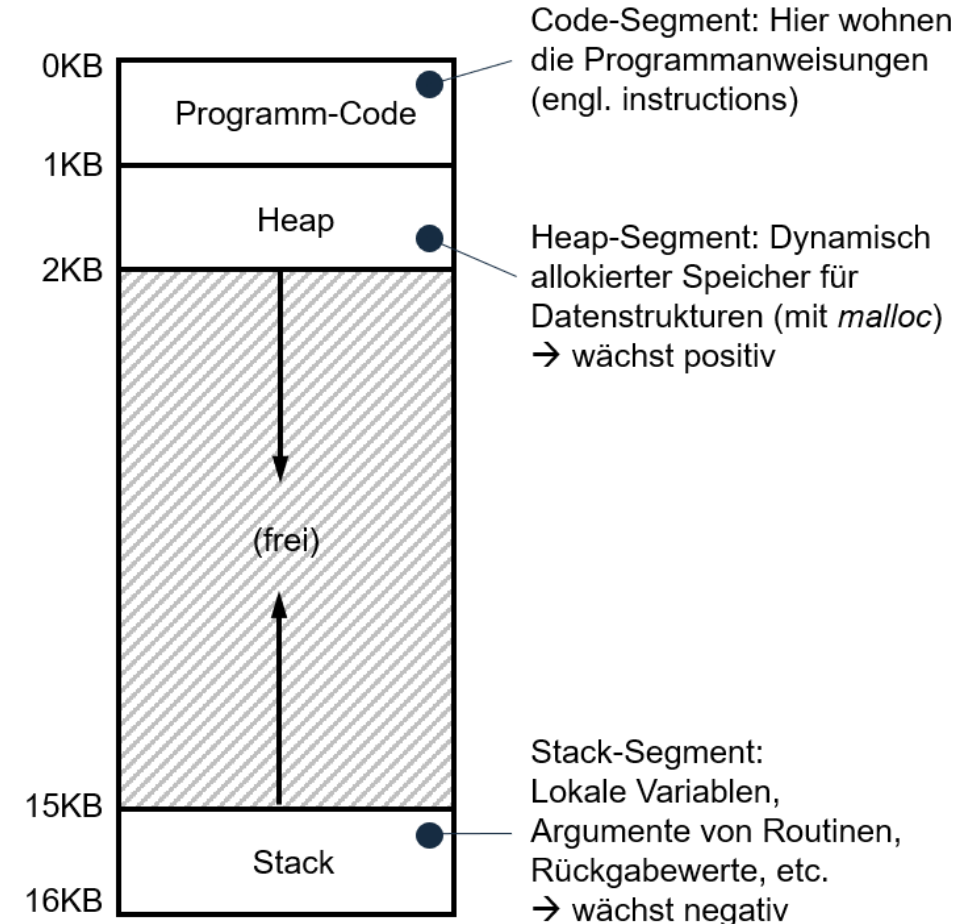 0KB
Programm-Code
1KB
Heap
2KB
(frei)
15KB
Stack
16KB
Code-Segment: Hier wohnen
die Programmanweisungen
(engl. instructions)
Heap-Segment: Dynamisch
allokierter Speicher für
Datenstrukturen (mit malloc)
→ wächst positiv
Stack-Segment:
Lokale Variablen,
Argumente von Routinen,
Rückgabewerte, etc.
→ wächst negativ